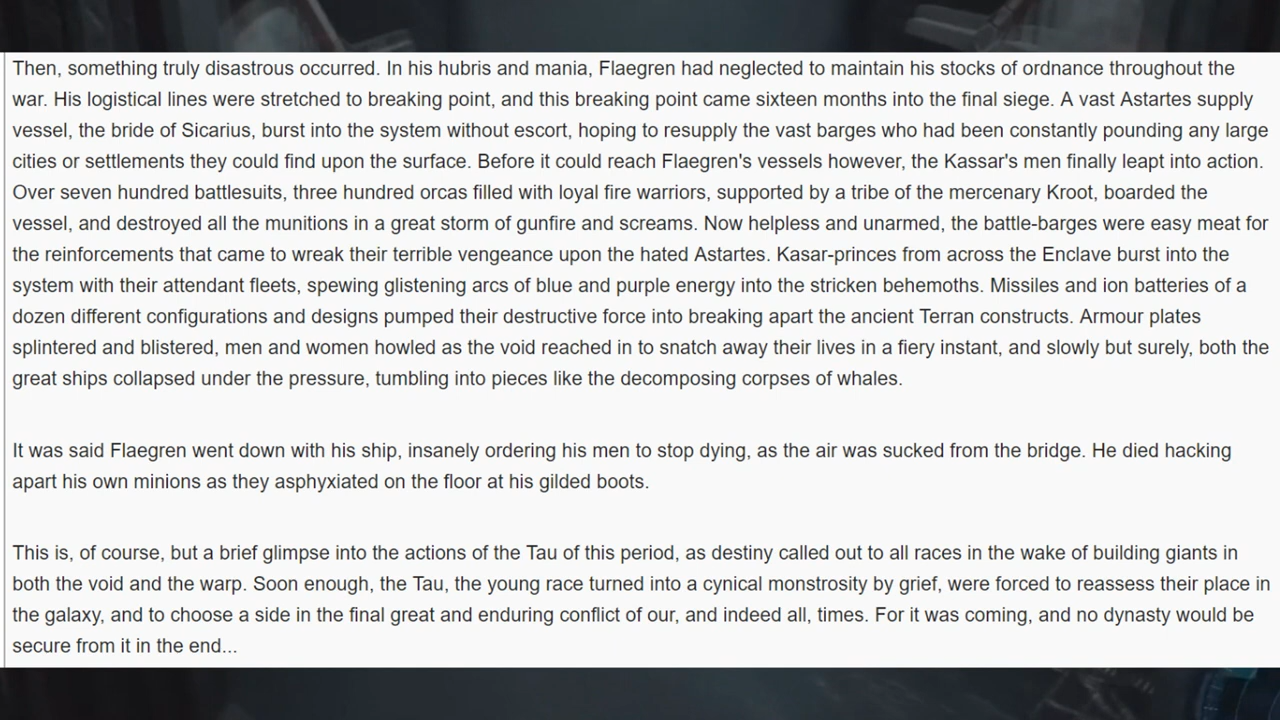 Then, something truly disastrous occurred. In his hubris and mania, Flaegren had neglected to maintain his stocks of ordnance throughout the
war. His logistical lines were stretched to breaking point, and this breaking point came sixteen months into the final siege. A vast Astartes supply
vessel, the bride of Sicarius, burst into the system without escort, hoping to resupply the vast barges who had been constantly pounding any large
cities or settlements they could find upon the surface. Before it could reach Flaegren's vessels however, the Kassar's men finally leapt into action.
Over seven hundred battlesuits, three hundred orcas filled with loyal fire warriors, supported by a tribe of the mercenary Kroot, boarded the
vessel, and destroyed all the munitions in a great storm of gunfire and screams. Now helpless and unarmed, the battle-barges were easy meat for
the reinforcements that came to wreak their terrible vengeance upon the hated Astartes. Kasar-princes from across the Enclave burst into the
system with their attendant fleets, spewing glistening arcs of blue and purple energy into the stricken behemoths. Missiles and ion batteries of a
dozen different configurations and designs pumped their destructive force into breaking apart the ancient Terran constructs. Armour plates
splintered and blistered, men and women howled as the void reached in to snatch away their lives in a fiery instant, and slowly but surely, both the
great ships collapsed under the pressure, tumbling into pieces like the decomposing corpses of whales.
It was said Flaegren went down with his ship, insanely ordering his men to stop dying, as the air was sucked from the bridge. He died hacking
apart his own minions as they asphyxiated on the floor at his gilded boots.
This is, of course, but a brief glimpse into the actions of the Tau of this period, as destiny called out to all races in the wake of building giants in
both the void and the warp. Soon enough, the Tau, the young race turned into a cynical monstrosity by grief, were forced to reassess their place in
the galaxy, and to choose a side in the final great and enduring conflict of our, and indeed all, times. For it was coming, and no dynasty would be
secure from it in the end...